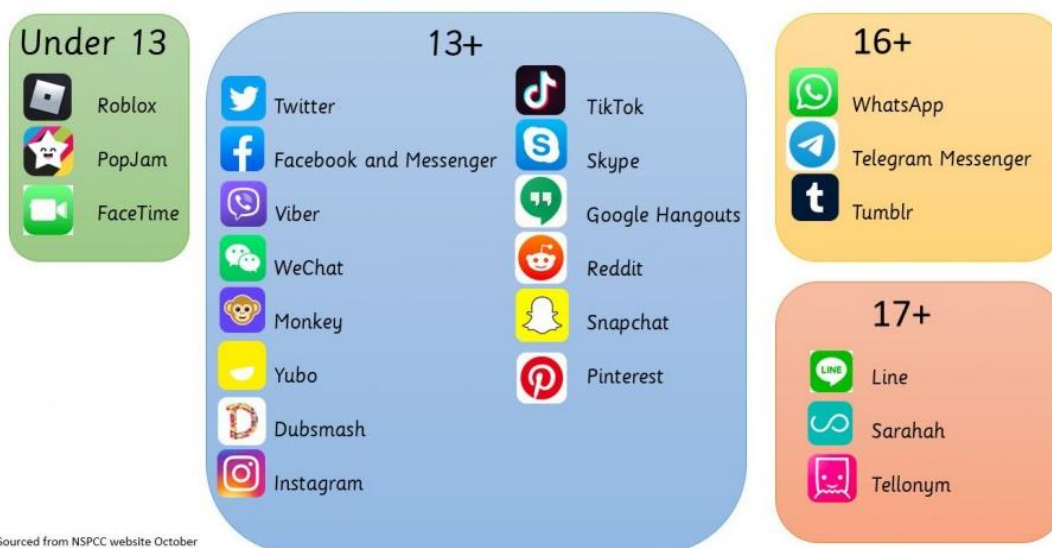 Under 13
Roblox
PopJam
FaceTime
13+
Twitter
Facebook and Messenger
Viber
WeChat
Monkey
Yubo
Dubsmash
Instagram
TikTok
Skype
Google Hangouts
Reddit
Snapchat
Pinterest
16+
WhatsApp
Telegram Messenger
t
Tumblr
17+
LINE
Line
Sarahah
Tellonym
Sourced from NSPCC website October